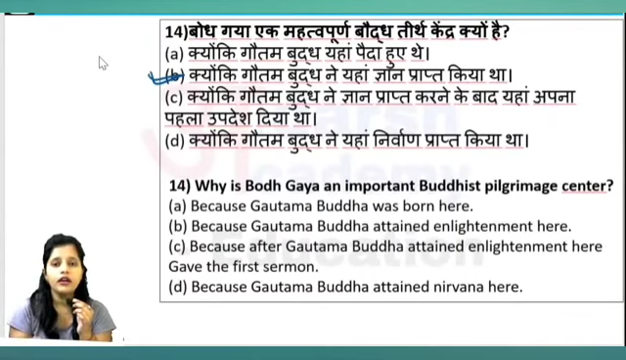 14)बोध गया एक महत्वपूर्ण बौद्ध तीर्थ केंद्र क्यों है?
(a) क्योंकि गौतम बुद्ध यहां पैदा हुए थे।
(b) क्योंकि गौतम बुद्ध ने यहां ज्ञान प्राप्त किया था।
(c) क्योंकि गौतम बुद्ध ने ज्ञान प्राप्त करने के बाद यहां अपना
पहला उपदेश दिया था।
(d) क्योंकि गौतम बुद्ध ने यहां निर्वाण प्राप्त किया था।
14) Why is Bodh Gaya an important Buddhist pilgrimage center?
(a) Because Gautama Buddha was born here.
(b) Because Gautama Buddha attained enlightenment here.
(c) Because after Gautama Buddha attained enlightenment here
Gave the first sermon.
(d) Because Gautama Buddha attained nirvana here.